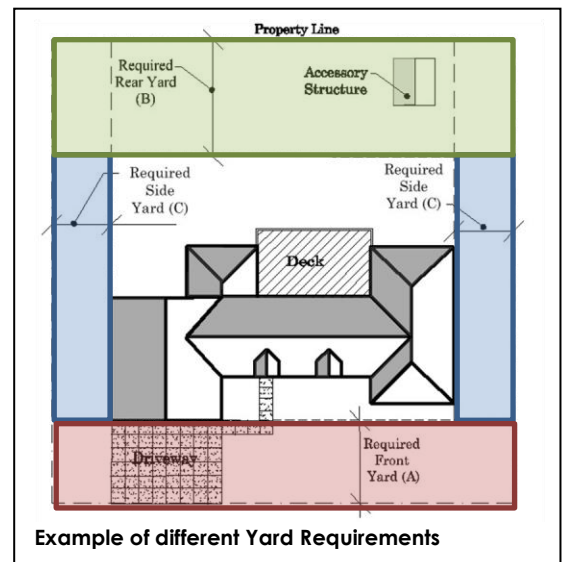 Property Line
Required
Rear Yard
(B)
Accessory
Structure
Required
Side
Yard (C)
Required
Side
Yard (C)
Deck
Driveway
Required
Front
Yard (A)
Example of different Yard Requirements